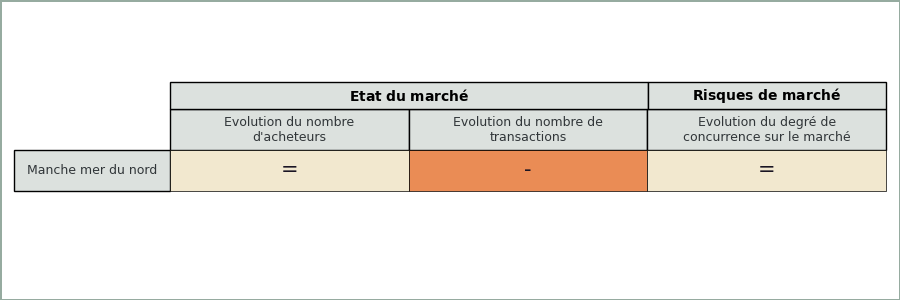 Etat du marché
Risques de marché
Evolution du nombre
d'acheteurs
Evolution du nombre de
transactions
Evolution du degré de
concurrence sur le marché
Manche mer du nord
=
-
=